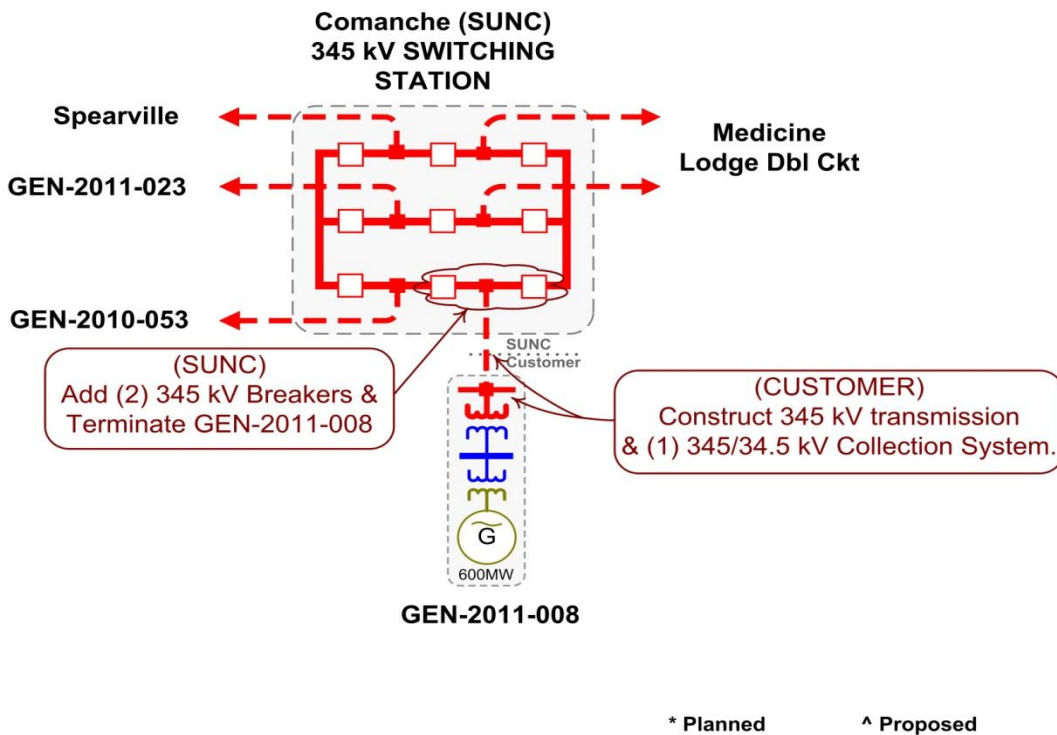 Comanche (SUNC)
345 kV SWITCHING
STATION
Spearville
Medicine
Lodge Dbl Ckt
GEN-2011-023
GEN-2010-053
SUNC
Customer
(SUNC)
Add (2) 345 kV Breakers &
Terminate GEN-2011-008
(CUSTOMER)
Construct 345 kV transmission
& (1) 345/34.5 kV Collection System.
G
600MW
GEN-2011-008
* Planned
^ Proposed